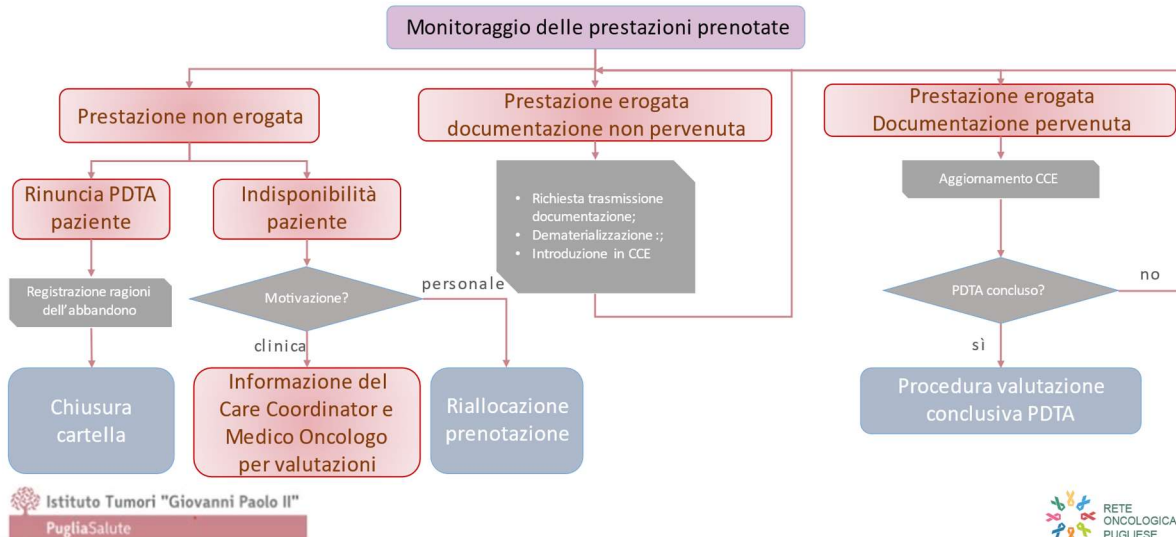 Monitoraggio delle prestazioni prenotate
Prestazione non erogata
Prestazione erogata
documentazione non pervenuta
Prestazione erogata
Documentazione pervenuta
Rinuncia PDTA
paziente
Indisponibilità
paziente
• Richiesta trasmissione
documentazione;
• Dematerializzazione :;
• Introduzione in CCE
Aggiornamento CCE
Registrazione ragioni
dell'abbandono
Motivazione?
personale
clinica
PDTA concluso?
no
sì
Chiusura
cartella
Informazione del
Care Coordinator e
Medico Oncologo
per valutazioni
Riallocazione
prenotazione
Procedura valutazione
conclusiva PDTA
Istituto Tumori "Giovanni Paolo II"
PugliaSalute
RETE
ONCOLOGICA
PUGLIESE